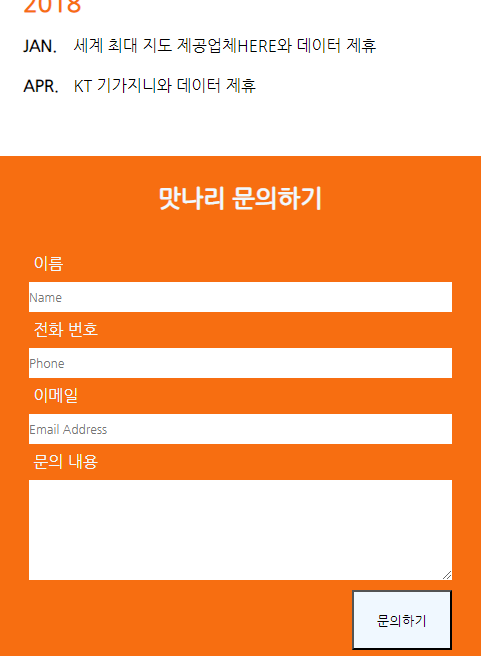 2018
JAN. 세계 최대 지도 제공업체HERE와 데이터 제휴
APR. KT 기가지니와 데이터 제휴
맛나리 문의하기
이름
Name
전화 번호
Phone
이메일
Email Address
문의 내용
문의하기